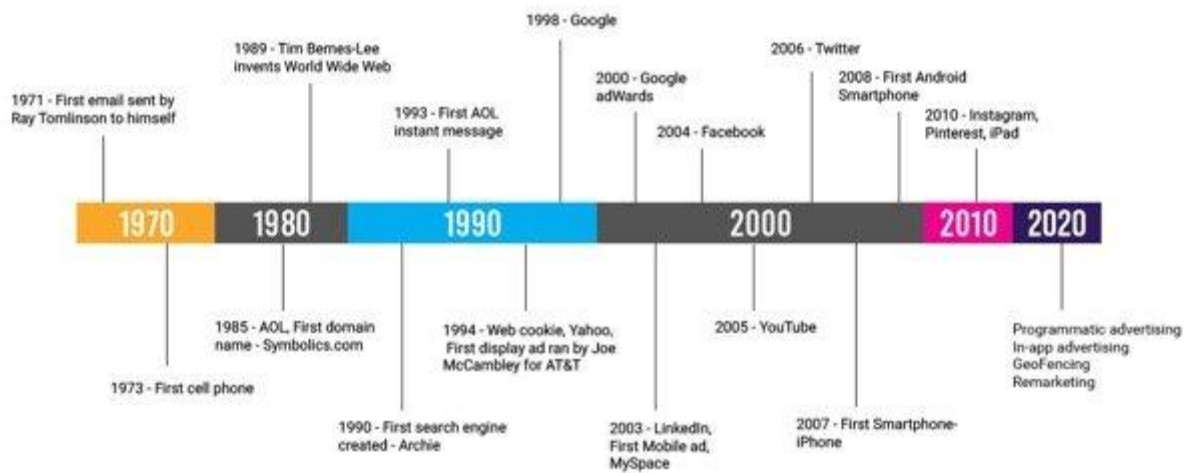 1998 - Google
1989 - Tim Bernes-Lee
invents World Wide Web
2006 - Twitter
2000 - Google
adWards
2008 - First Android
Smartphone
1971 - First email sent by
Ray Tomlinson to himself
1993 - First AOL
instant message
2004 - Facebook
2010 - Instagram,
Pinterest, iPad
1970
1980
1990
2000
2010
2020
1985 - AOL, First domain
name - Symbolics.com
1994 - Web cookie, Yahoo,
First display ad ran by Joe
McCambley for AT&T
2005 - YouTube
Programmatic advertising
In-app advertising
GeoFencing
Remarketing
1973 - First cell phone
1990 - First search engine
created - Archie
2003 - LinkedIn,
First Mobile ad,
MySpace
2007 - First Smartphone-
iPhone